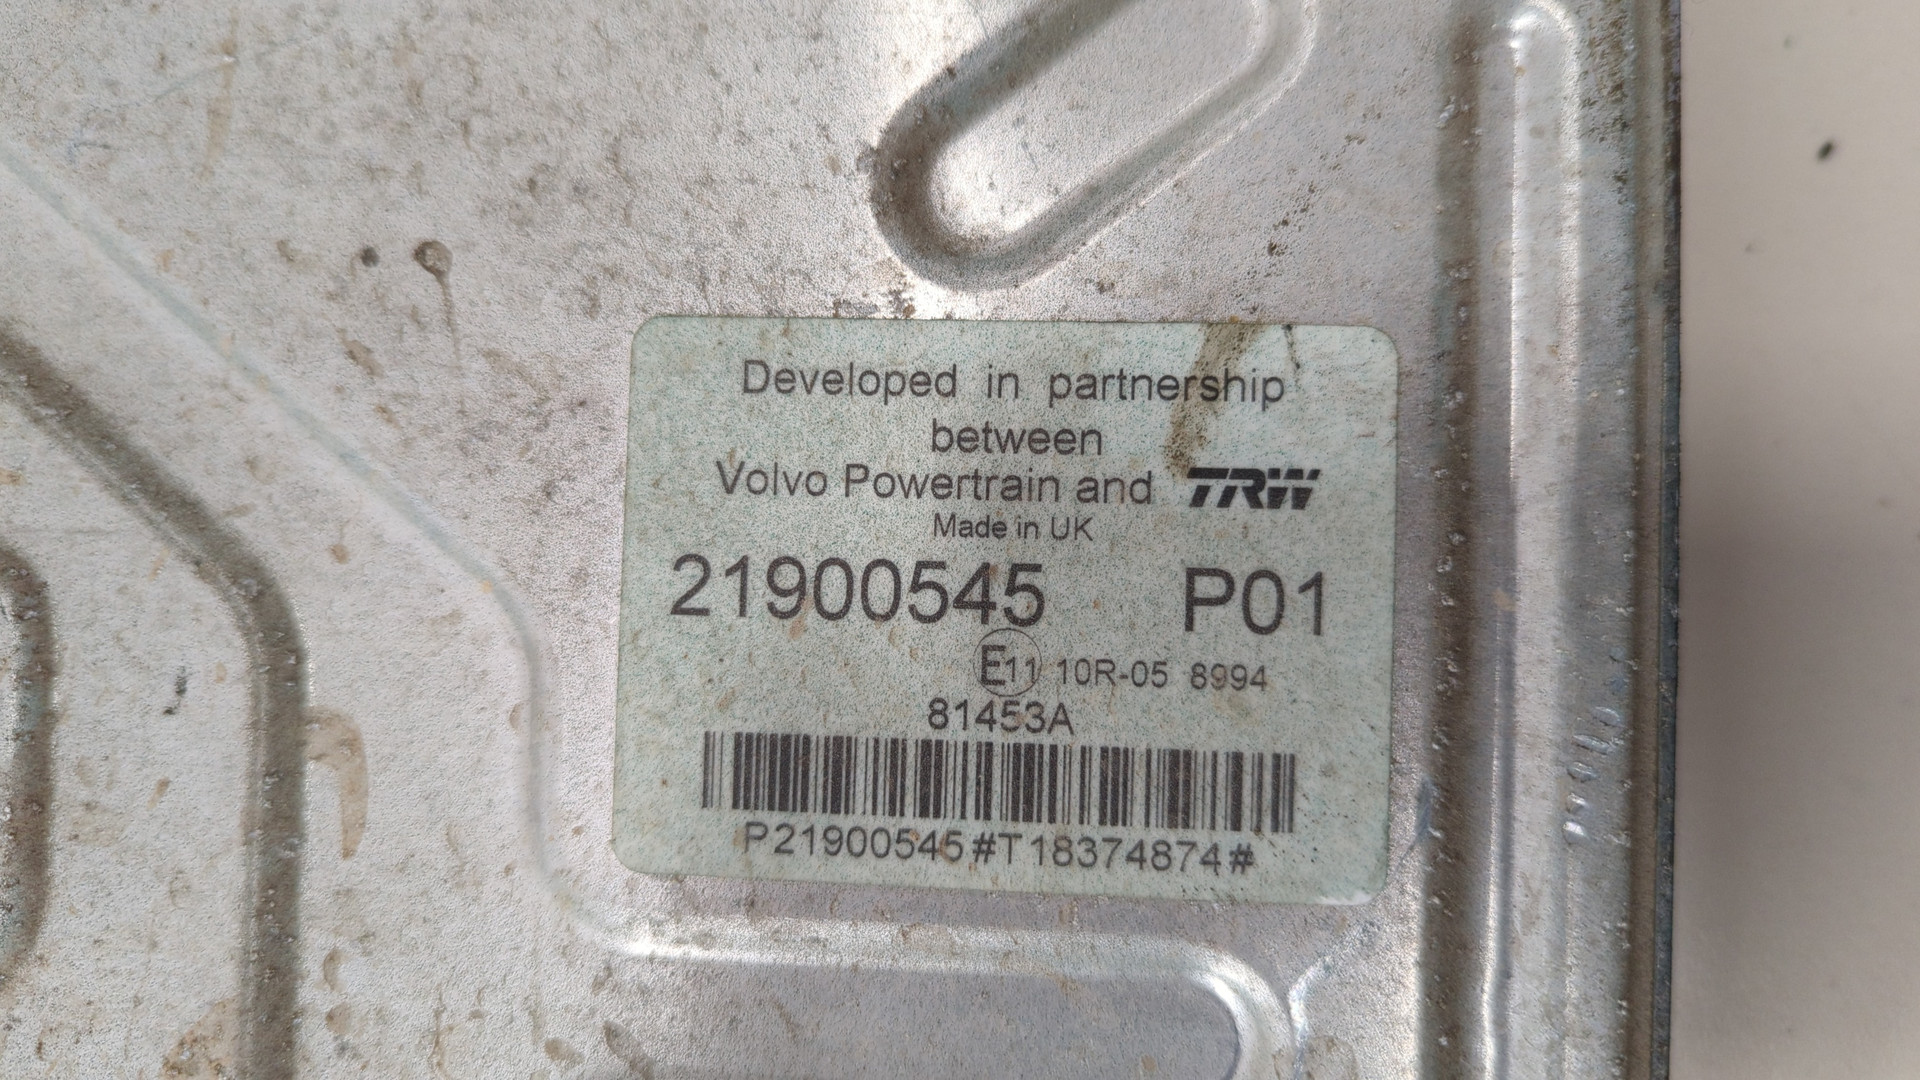 Developed in partnership
between
Volvo Powertrain and TRW
Made in UK
21900545 P01
E11 10R-05 8994
81453A
P21900545#T18374874#